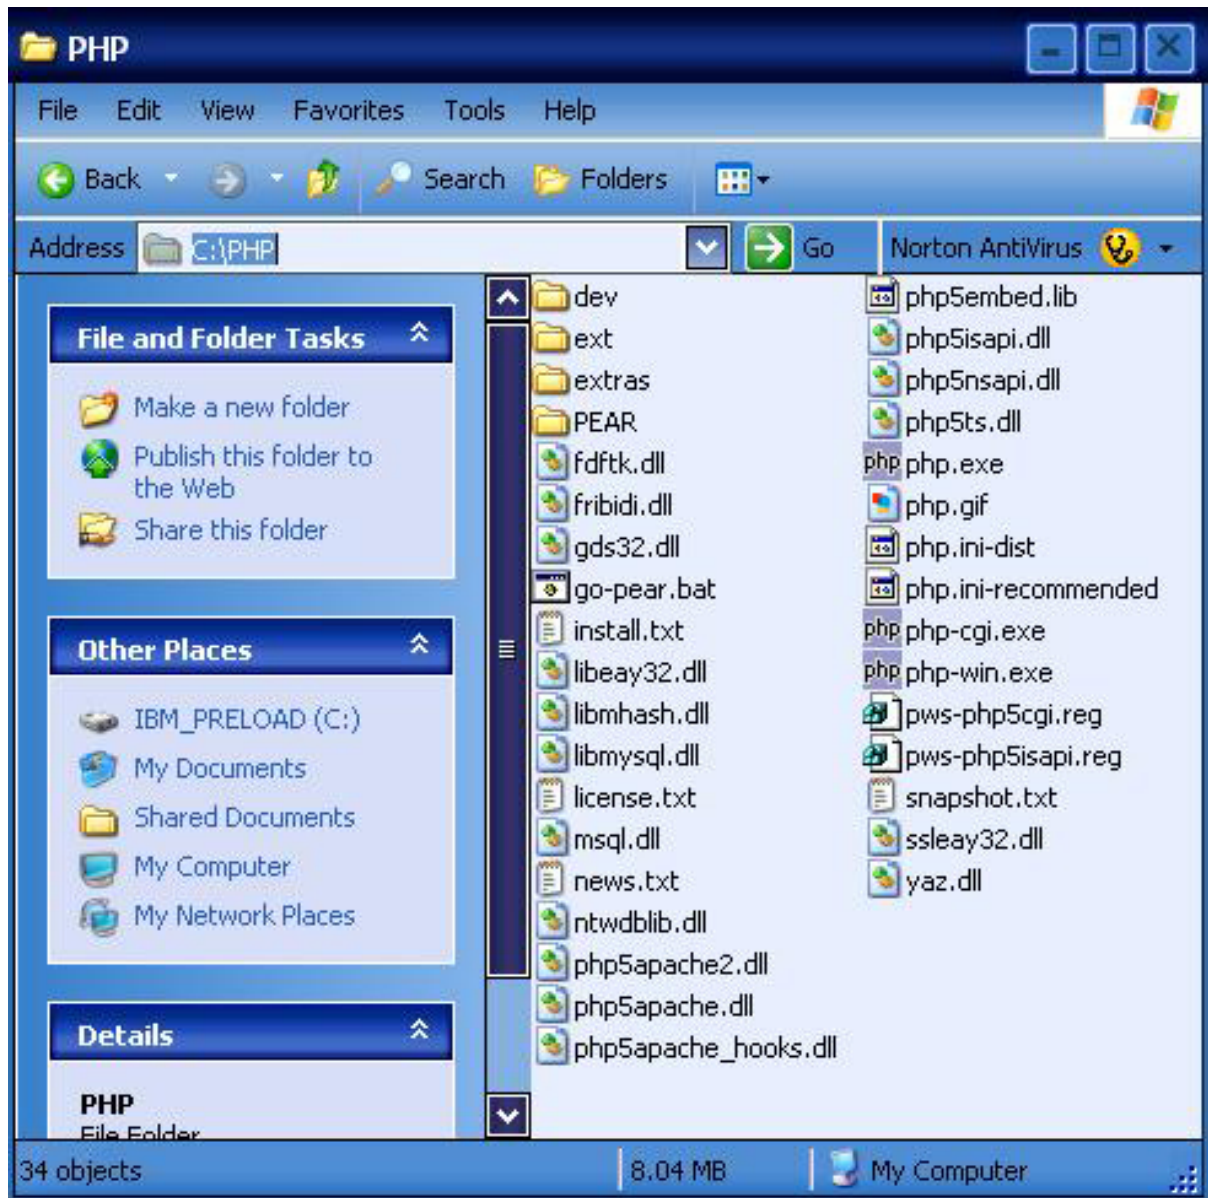 PHP
File Edit View Favorites Tools Help
Back Search Folders
Address C:\PHP Go Norton AntiVirus
File and Folder Tasks
Make a new folder
Publish this folder to
the Web
Share this folder
Other Places
IBM_PRELOAD (C:)
My Documents
Shared Documents
My Computer
My Network Places
Details
PHP
File Folder
dev
ext
extras
PEAR
fdftk.dll
fribidi.dll
gds32.dll
go-pear.bat
install.txt
libeay32.dll
libmhash.dll
libmysql.dll
license.txt
msql.dll
news.txt
ntwdblib.dll
php5apache2.dll
php5apache.dll
php5apache_hooks.dll
php5embed.lib
php5isapi.dll
php5nsapi.dll
php5ts.dll
php php.exe
php.gif
php.ini-dist
php.ini-recommended
php php-cgi.exe
php php-win.exe
pws-php5cgi.reg
pws-php5isapi.reg
snapshot.txt
ssleay32.dll
yaz.dll
34 objects 8.04 MB My Computer